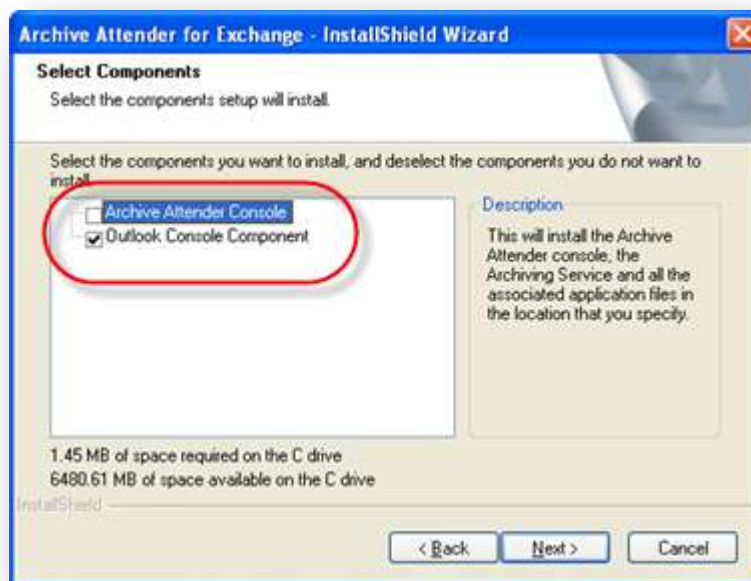 Archive Attender for Exchange - InstallShield Wizard
Select Components
Select the components setup will install.
Select the components you want to install, and deselect the components you do not want to
install.
Archive Attender Console
Outlook Console Component
Description
This will install the Archive
Attender console, the
Archiving Service and all the
associated application files in
the location that you specify.
1.45 MB of space required on the C drive
6480.61 MB of space available on the C drive
InstallShield
< Back
Next >
Cancel